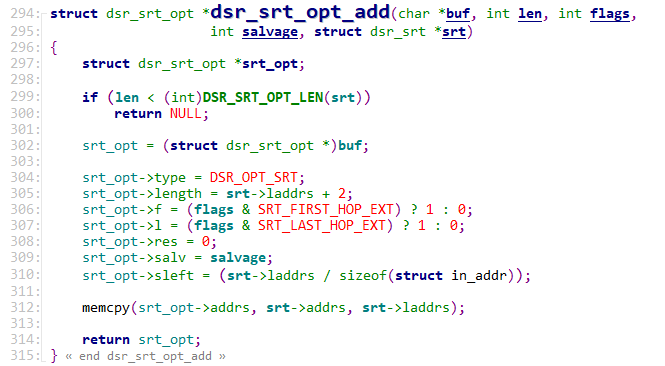 294: struct dsr_srt_opt *dsr_srt_opt_add(char *buf, int len, int flags,
295:                     int salvage, struct dsr_srt *srt)
296: {
297:     struct dsr_srt_opt *srt_opt;
298:
299:     if (len < (int)DSR_SRT_OPT_LEN(srt))
300:         return NULL;
301:
302:     srt_opt = (struct dsr_srt_opt *)buf;
303:
304:     srt_opt->type = DSR_OPT_SRT;
305:     srt_opt->length = srt->laddrs + 2;
306:     srt_opt->f = (flags & SRT_FIRST_HOP_EXT) ? 1 : 0;
307:     srt_opt->l = (flags & SRT_LAST_HOP_EXT) ? 1 : 0;
308:     srt_opt->res = 0;
309:     srt_opt->salv = salvage;
310:     srt_opt->sleft = (srt->laddrs / sizeof(struct in_addr));
311:
312:     memcpy(srt_opt->addrs, srt->addrs, srt->laddrs);
313:
314:     return srt_opt;
315: } « end dsr_srt_opt_add »